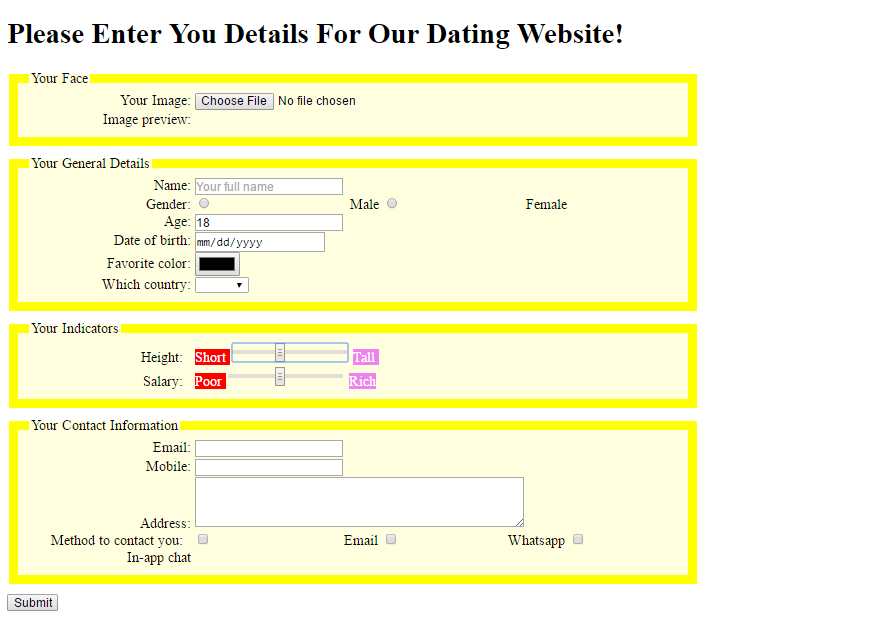 Please Enter You Details For Our Dating Website!
Your Face
Your Image: Choose File No file chosen
Image preview:
Your General Details
Name: Your full name
Gender: Male Female
Age: 18
Date of birth: mm/dd/yyyy
Favorite color:
Which country:
Your Indicators
Height: Short Tall
Salary: Poor Rich
Your Contact Information
Email:
Mobile:
Address:
Method to contact you: Email Whatsapp
In-app chat
Submit